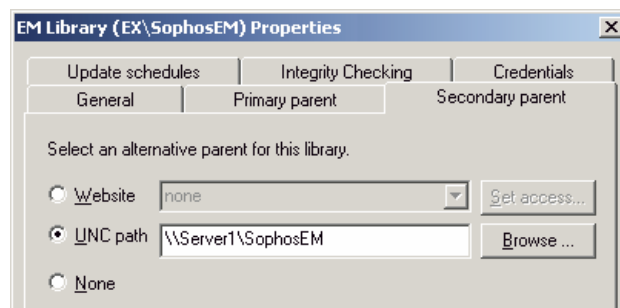 EM Library (EX\SophosEM) Properties
Update schedules Integrity Checking Credentials
General Primary parent Secondary parent
Select an alternative parent for this library.
Website none Set access...
UNC path \\Server1\SophosEM Browse ...
None